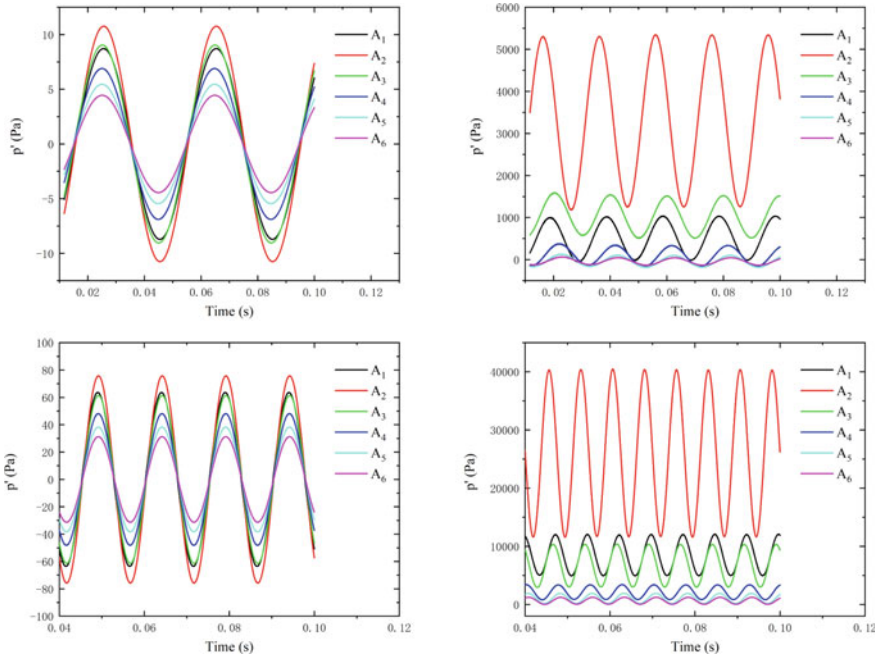 10
5
0
-5
-10
p' (Pa)
0.02 0.04 0.06 0.08 0.10 0.12
Time (s)
A1
A2
A3
A4
A5
A6
6000
5000
4000
3000
2000
1000
0
p' (Pa)
0.02 0.04 0.06 0.08 0.10 0.12
Time (s)
A1
A2
A3
A4
A5
A6
100
80
60
40
20
0
-20
-40
-60
-80
-100
p' (Pa)
0.04 0.06 0.08 0.10 0.12
Time (s)
A1
A2
A3
A4
A5
A6
40000
30000
20000
10000
0
p' (Pa)
0.04 0.06 0.08 0.10 0.12
Time (s)
A1
A2
A3
A4
A5
A6